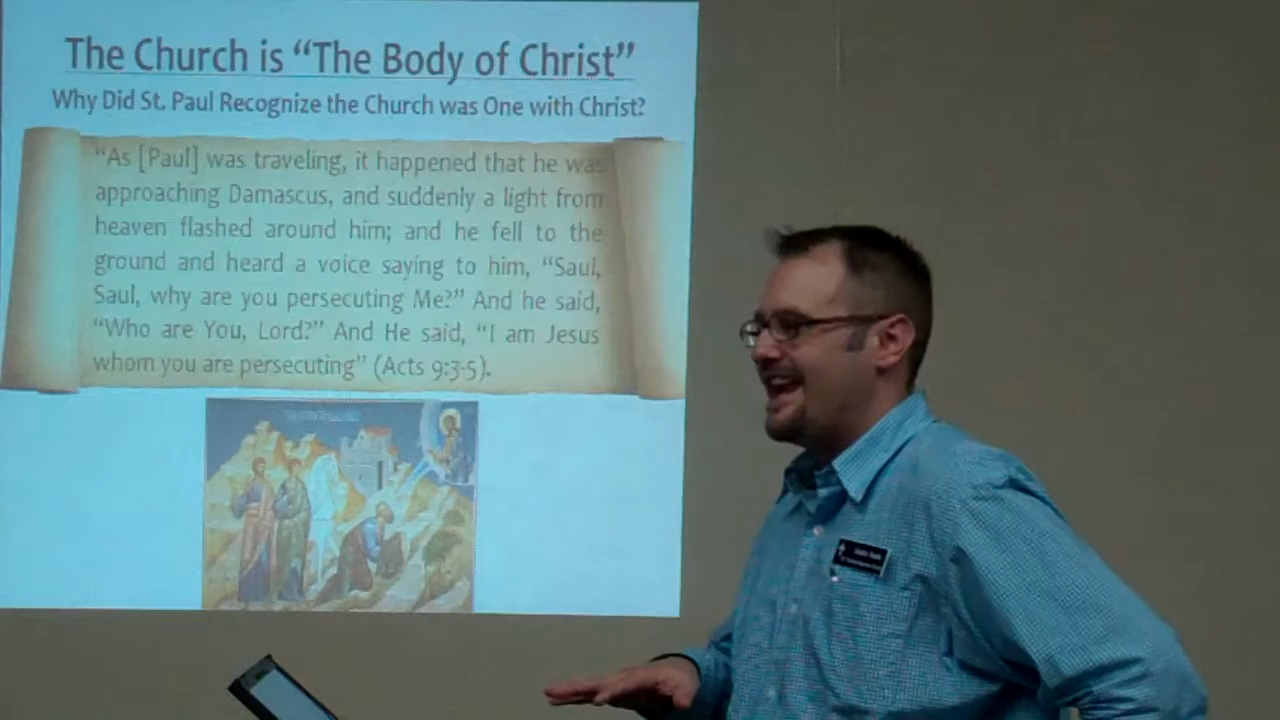 The Church is “The Body of Christ”
Why Did St. Paul Recognize the Church was One with Christ?
“As [Paul] was traveling, it happened that he was
approaching Damascus, and suddenly a light from
heaven flashed around him; and he fell to the
ground and heard a voice saying to him, “Saul,
Saul, why are you persecuting Me?” And he said,
“Who are You, Lord?” And He said, “I am Jesus
whom you are persecuting” (Acts 9:3-5).